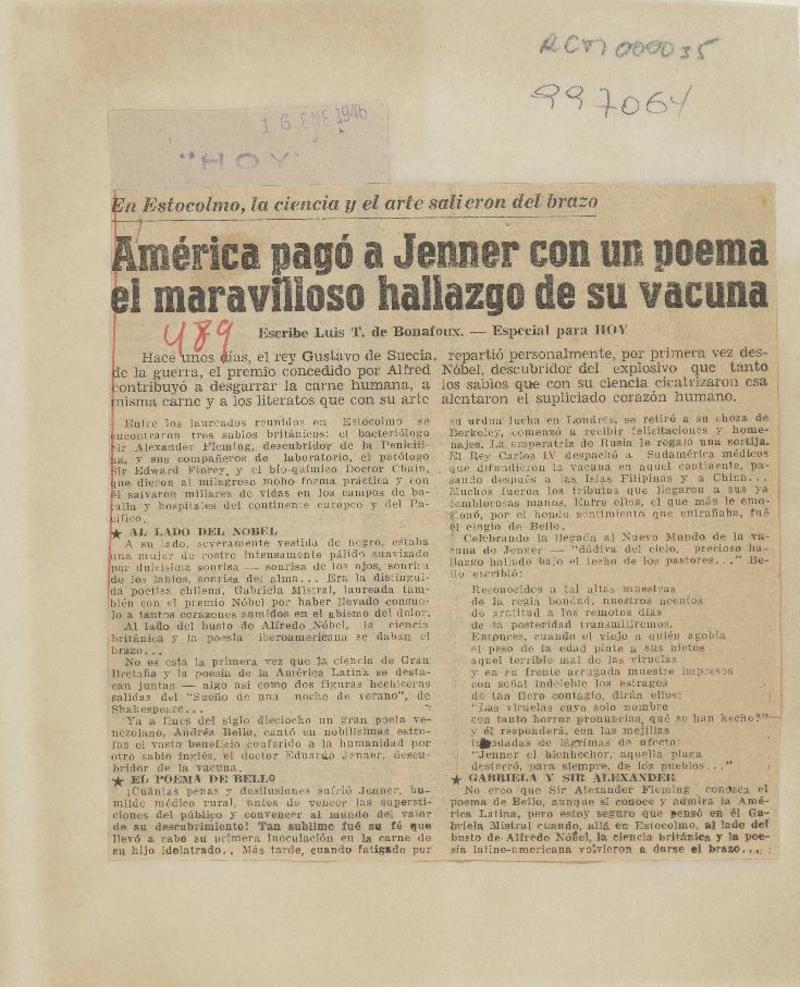 RCM000035
997064
16 ENE 1946
"HOY"
En Estocolmo, la ciencia y el arte salieron del brazo
América pagó a Jenner con un poema
el maravilloso hallazgo de su vacuna
489
Escribe Luis T. de Bonafoux. — Especial para HOY
Hace unos días, el rey Gustavo de Suecia, repartió personalmente, por primera vez des-
de la guerra, el premio concedido por Alfred Nóbel, descubridor del explosivo que tanto
contribuyó a desgarrar la carne humana, a los sabios que con su ciencia cicatrizaron esa
misma carne y a los literatos que con su arte alentaron el supliciado corazón humano.
Entre los laureados reunidos en Estocolmo se
encontraron tres sabios británicos: el bacteriólogo
Sir Alexander Fleming, descubridor de la Penicili-
na, y sus compañeros de laboratorio, el patólogo
Sir Edward Florey, y el bio-químico Doctor Chain,
que dieron al milagroso moho forma práctica y con
él salvaron millares de vidas en los campos de ba-
talla y hospitales del continente europeo y del Pa-
cífico.
★ AL LADO DEL NOBEL
A su lado, severamente vestida de negro, estaba
una mujer de rostro intensamente pálido suavizado
por dulcísima sonrisa — sonrisa de los ojos, sonrisa
de los labios, sonrisa del alma... Era la distingui-
da poetisa chilena, Gabriela Mistral, laureada tam-
bién con el premio Nóbel por haber llevado consue-
lo a tantos corazones sumidos en el abismo del dolor.
Al lado del busto de Alfredo Nóbel, la ciencia
británica y la poesía iberoamericana se daban el
brazo...
No es esta la primera vez que la ciencia de Gran
Bretaña y la poesía de la América Latina se desta-
can juntas — algo así como dos figuras hechiceras
salidas del "Sueño de una noche de verano", de
Shakespeare...
Ya a fines del siglo dieciocho un gran poeta ve-
nezolano, Andrés Bello, cantó en nobilísimas estro-
fas el vasto beneficio conferido a la humanidad por
otro sabio inglés, el doctor Eduardo Jenner, descu-
bridor de la vacuna.
★ EL POEMA DE BELLO
¡Cuántas penas y desilusiones sufrió Jenner, hu-
milde médico rural, antes de vencer las supersti-
ciones del público y convencer al mundo del valor
de su descubrimiento! Tan sublime fué su fé que
llevó a cabo su primera inoculación en la carne de
su hijo idolatrado.. Más tarde, cuando fatigado por
su ardua lucha en Londres, se retiró a su choza de
Berkeley, comenzó a recibir felicitaciones y home-
najes. La emperatriz de Rusia le regaló una sortija.
El Rey Carlos IV despachó a Sudamérica médicos
que difundieron la vacuna en aquel continente, pa-
sando después a las Islas Filipinas y a China...
Muchos fueron los tributos que llegaron a sus ya
temblorosas manos. Entre ellos, el que más le emo-
cionó, por el hondo sentimiento que entrañaba, fué
el elogio de Bello.
Celebrando la llegada al Nuevo Mundo de la va-
cuna de Jenner — "dádiva del cielo, precioso ha-
llazgo hallado bajo el techo de los pastores..." Be-
llo escribió:
Reconocidos a tal altas muestras
de la regia bondad, nuestros acentos
de gratitud a los remotos días
de la posteridad transmitiremos.
Entonces, cuando el viejo a quién agobia
el peso de la edad pinte a sus nietos
aquel terrible mal de las viruelas
y en su frente arrugada muestre impresos
con señal indeleble los estragos
de tan fiero contagio, dirán ellos:
"Las viruelas cuyo solo nombre
con tanto horror pronuncias, qué se han hecho?"
y él responderá, con las mejillas
inundadas de lágrimas de afecto:
"Jenner el bienhechor, aquella plaga
desterró, para siempre, de los pueblos..."
★ GABRIELA Y SIR ALEXANDER
No creo que Sir Alexander Fleming conozca el
poema de Bello, aunque sí conoce y admira la Amé-
rica Latina, pero estoy seguro que pensó en él Ga-
briela Mistral cuando, allá en Estocolmo, al lado del
busto de Alfredo Nóbel, la ciencia británica y la poe-
sía latino-americana volvieron a darse el brazo...